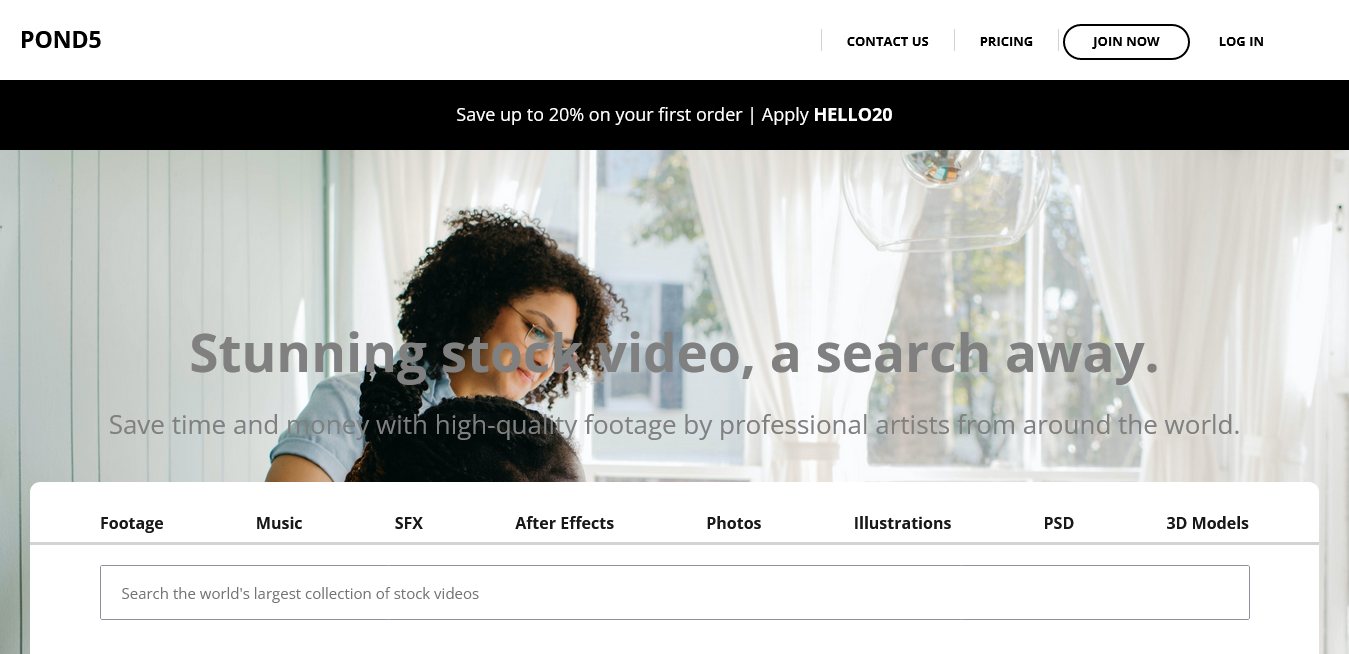 POND5
CONTACT US
PRICING
JOIN NOW
LOG IN
Save up to 20% on your first order | Apply HELLO20
Stunning stock video, a search away.
Save time and money with high-quality footage by professional artists from around the world.
Footage
Music
SFX
After Effects
Photos
Illustrations
PSD
3D Models
Search the world's largest collection of stock videos